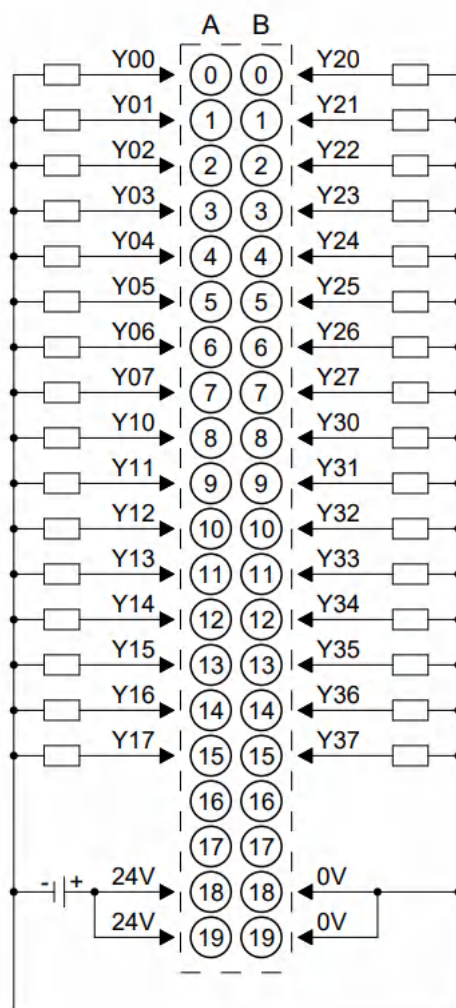 A B
Y00 0 0 Y20
Y01 1 1 Y21
Y02 2 2 Y22
Y03 3 3 Y23
Y04 4 4 Y24
Y05 5 5 Y25
Y06 6 6 Y26
Y07 7 7 Y27
Y10 8 8 Y30
Y11 9 9 Y31
Y12 10 10 Y32
Y13 11 11 Y33
Y14 12 12 Y34
Y15 13 13 Y35
Y16 14 14 Y36
Y17 15 15 Y37
16 16
17 17
- + 24V 18 18 0V
24V 19 19 0V